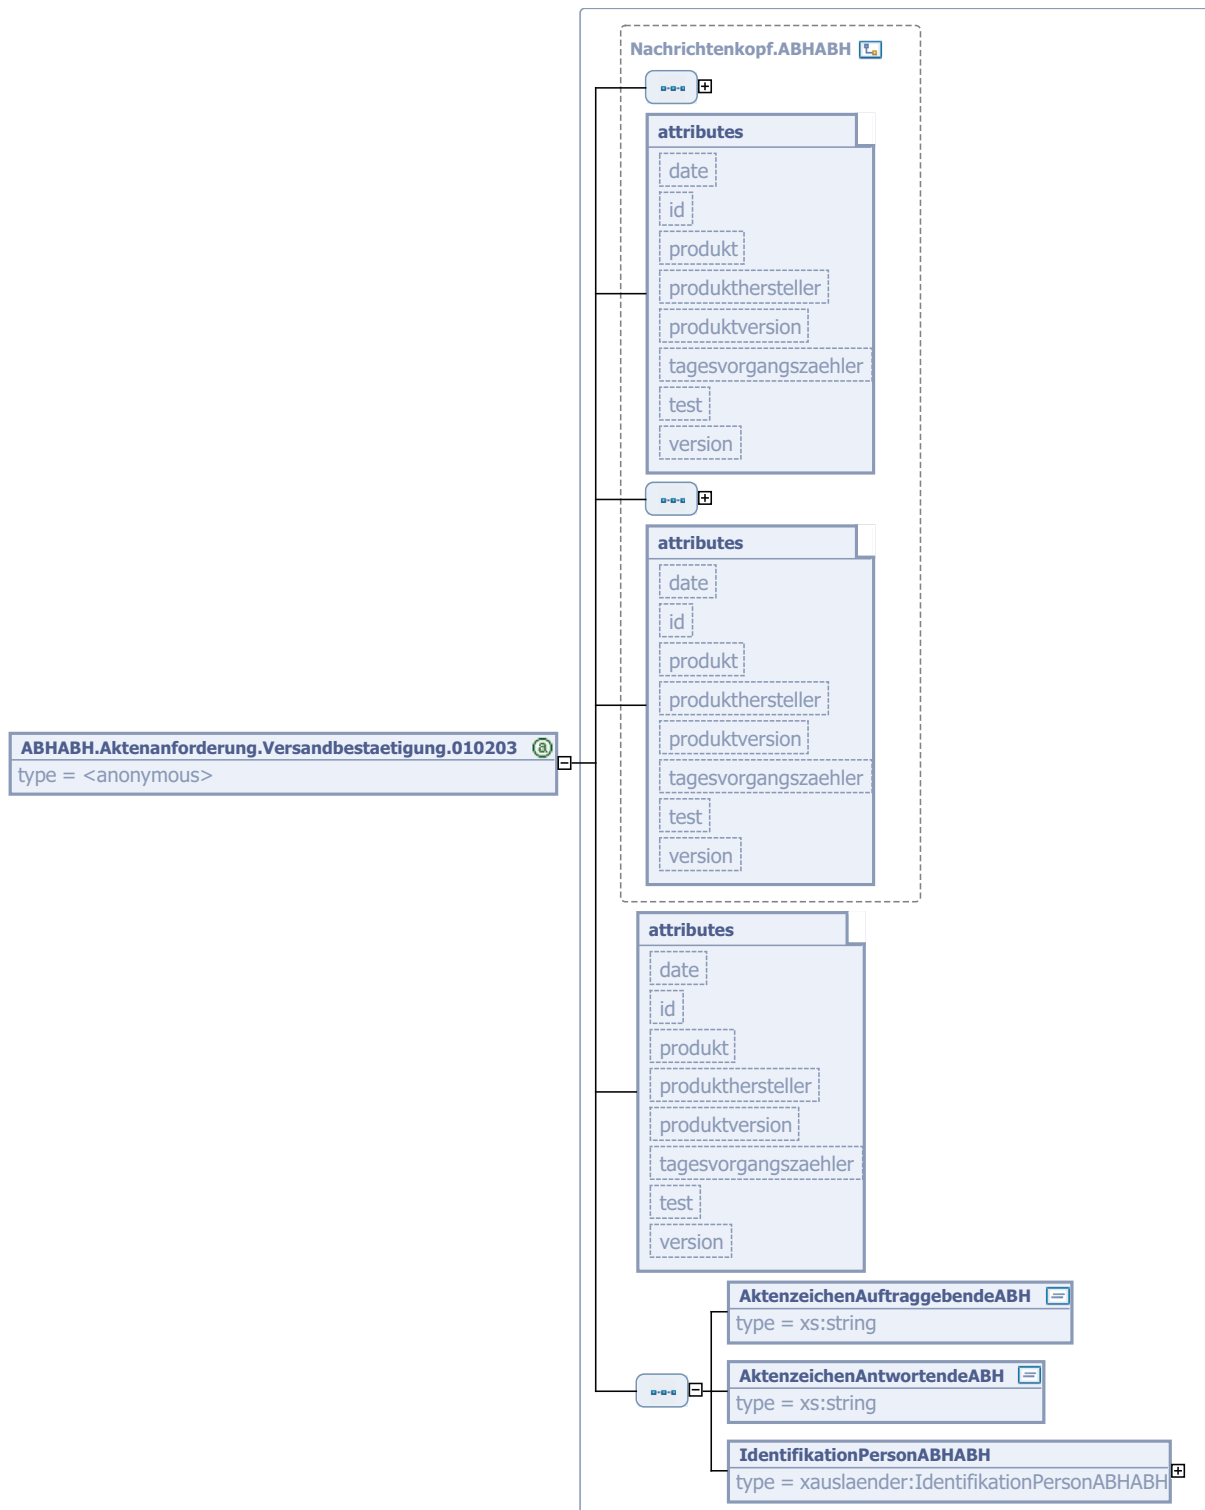 Nachrichtenkopf.ABHABH
attributes
date
id
produkt
produkthersteller
produktversion
tagesvorgangszaehler
test
version
attributes
date
id
produkt
produkthersteller
produktversion
tagesvorgangszaehler
test
version
ABHABH.Aktenanforderung.Versandbestaetigung.010203
type = <anonymous>
attributes
date
id
produkt
produkthersteller
produktversion
tagesvorgangszaehler
test
version
AktenzeichenAuftraggebendeABH
type = xs:string
AktenzeichenAntwortendeABH
type = xs:string
IdentifikationPersonABHABH
type = xauslaender:IdentifikationPersonABHABH